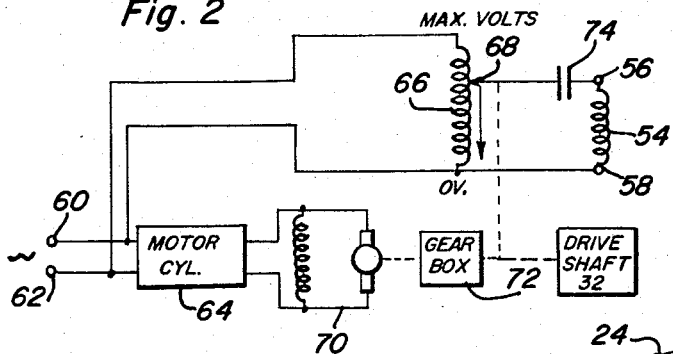 Fig. 2
MAX. VOLTS
68
74
56
66
54
58
0V.
60
MOTOR
CYL.
64
62
70
GEAR
BOX
72
DRIVE
SHAFT
32
24